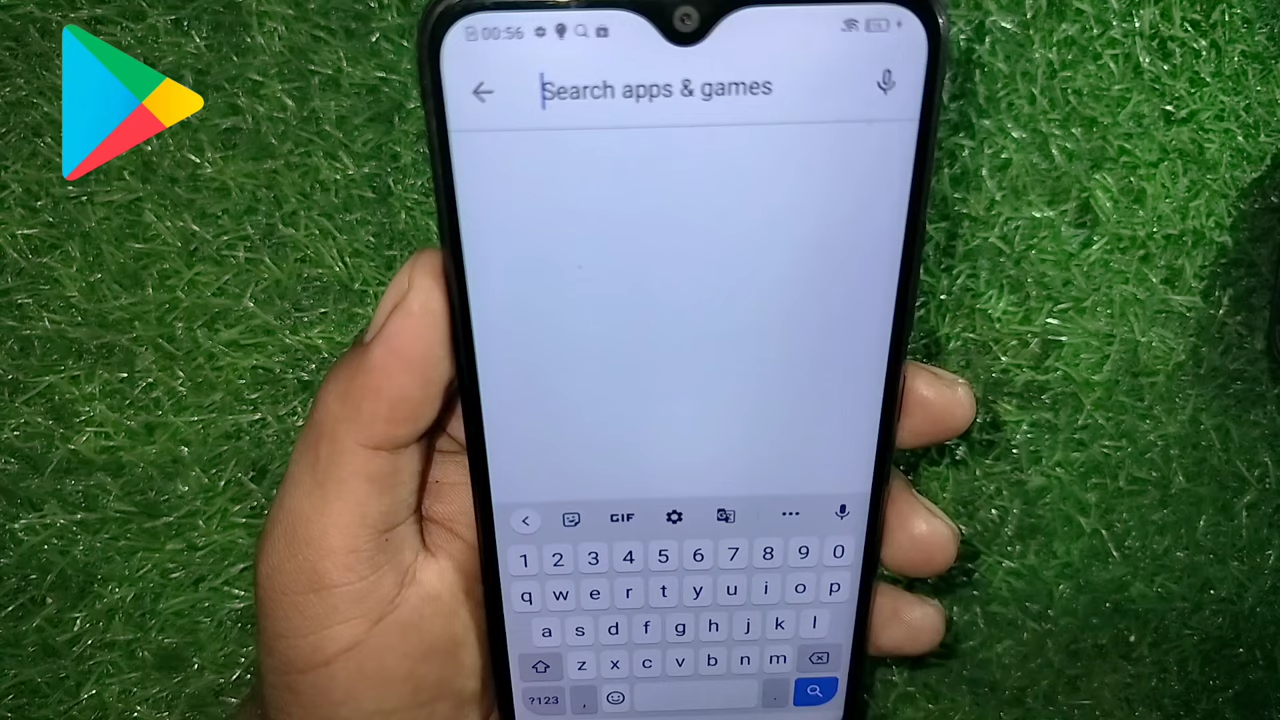 00:56
Search apps & games
GIF
1 2 3 4 5 6 7 8 9 0
q w e r t y u i o p
a s d f g h j k l
z x c v b n m
?123 , .